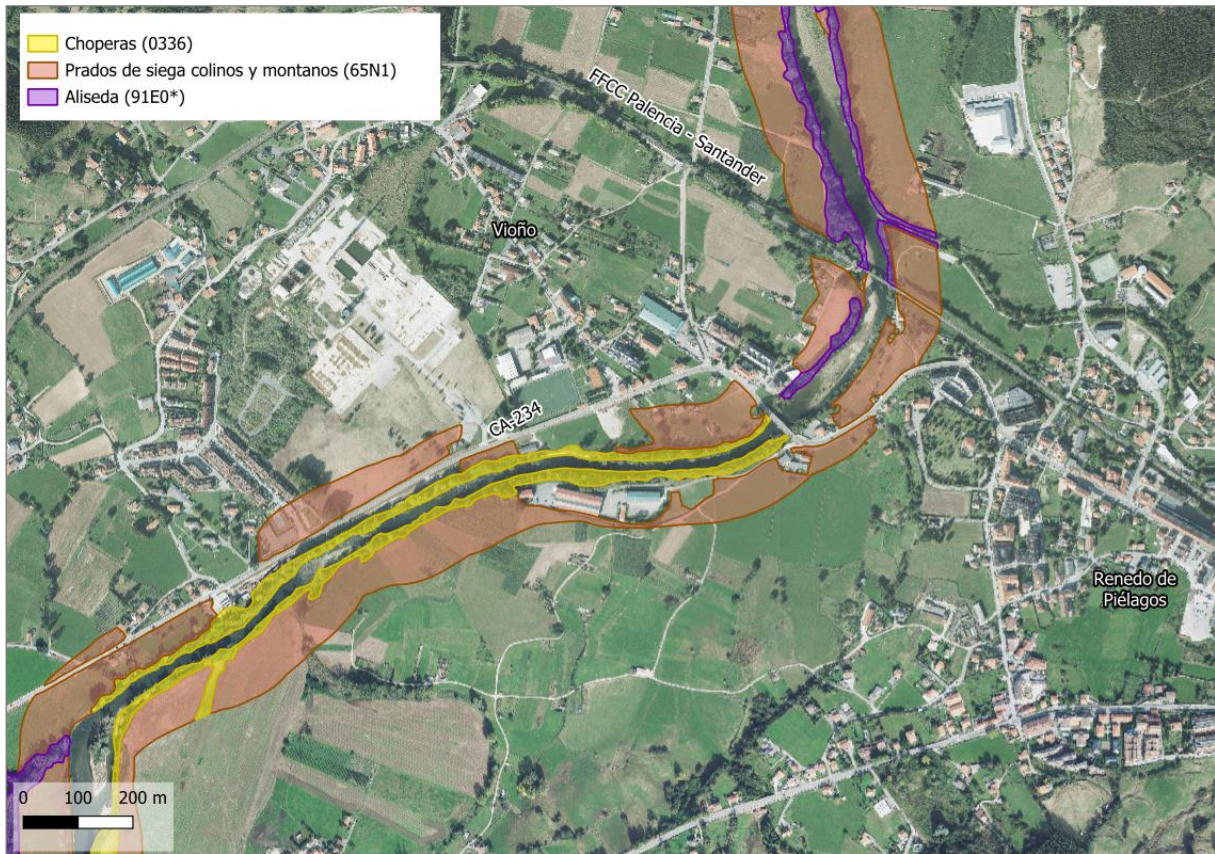 Choperas (0336)
Prados de siega colinos y montanos (65N1)
Aliseda (91E0*)
FFCC Palencia - Santander
Vioño
CA-234
Renedo de
Piélagos
0 100 200 m